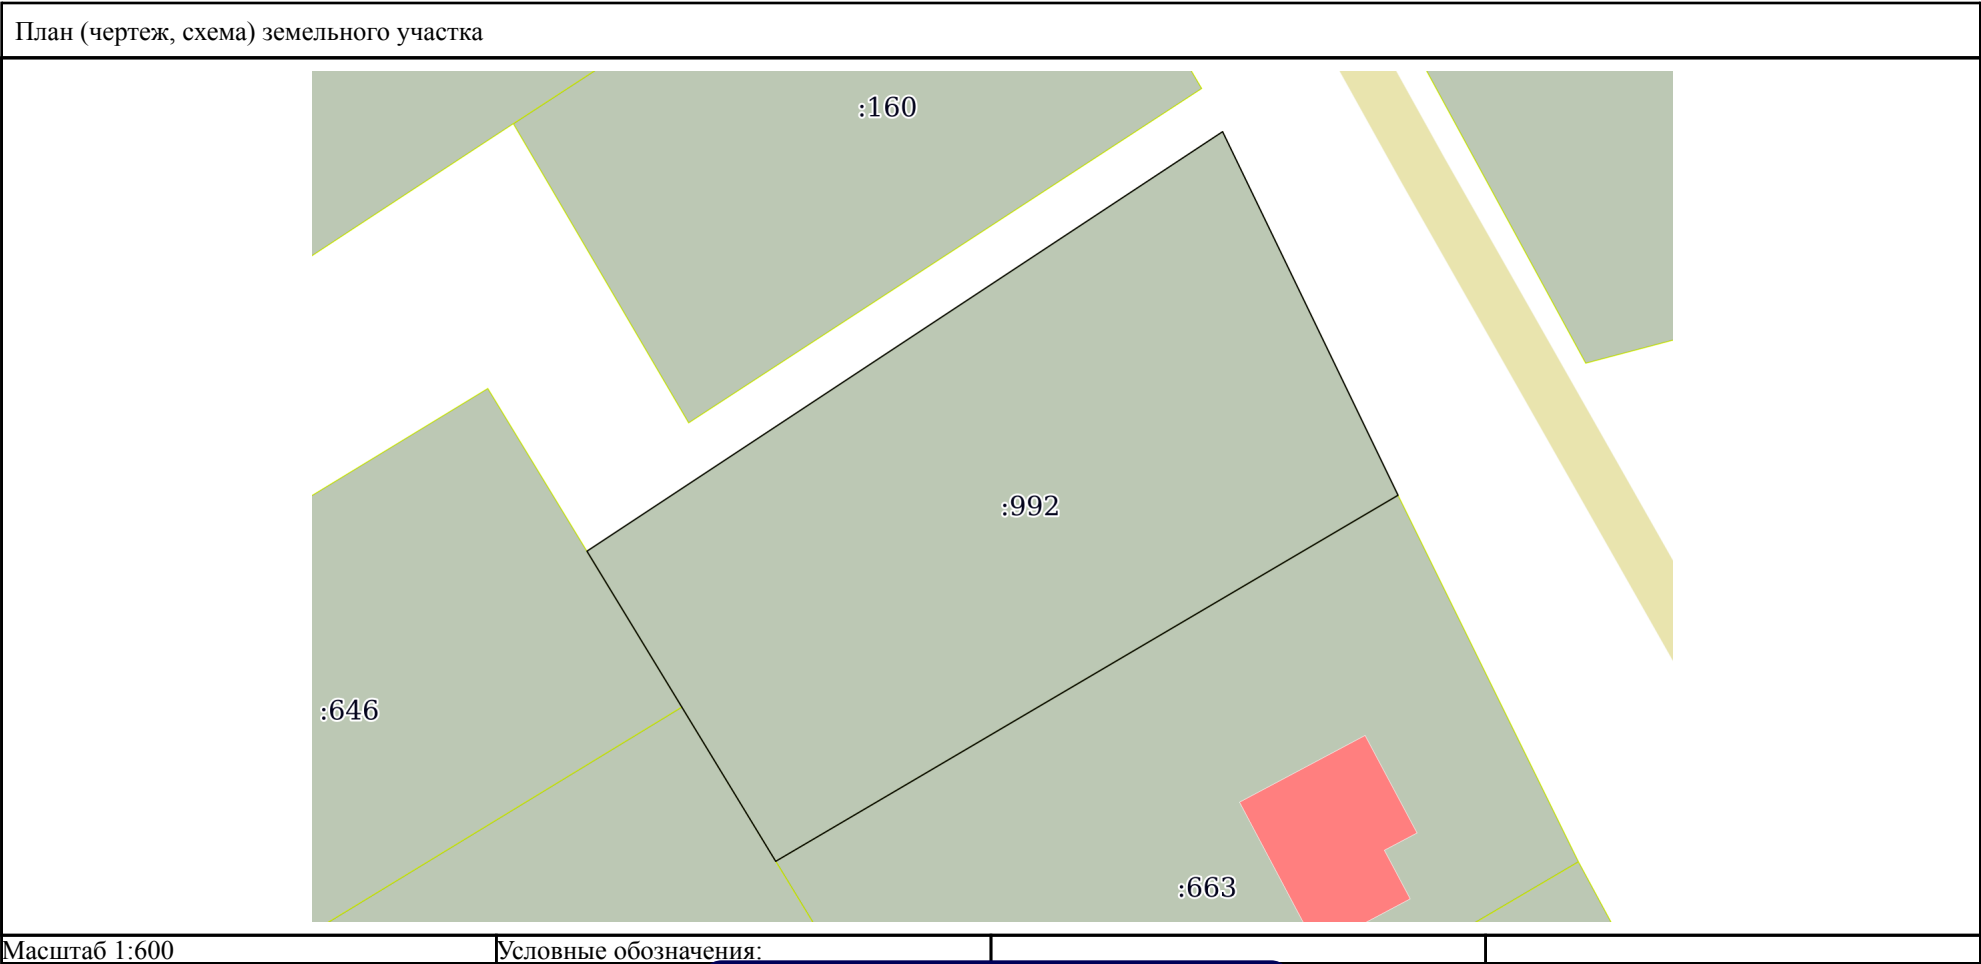 План (чертеж, схема) земельного участка
:160
:992
:646
:663
Масштаб 1:600
Условные обозначения: